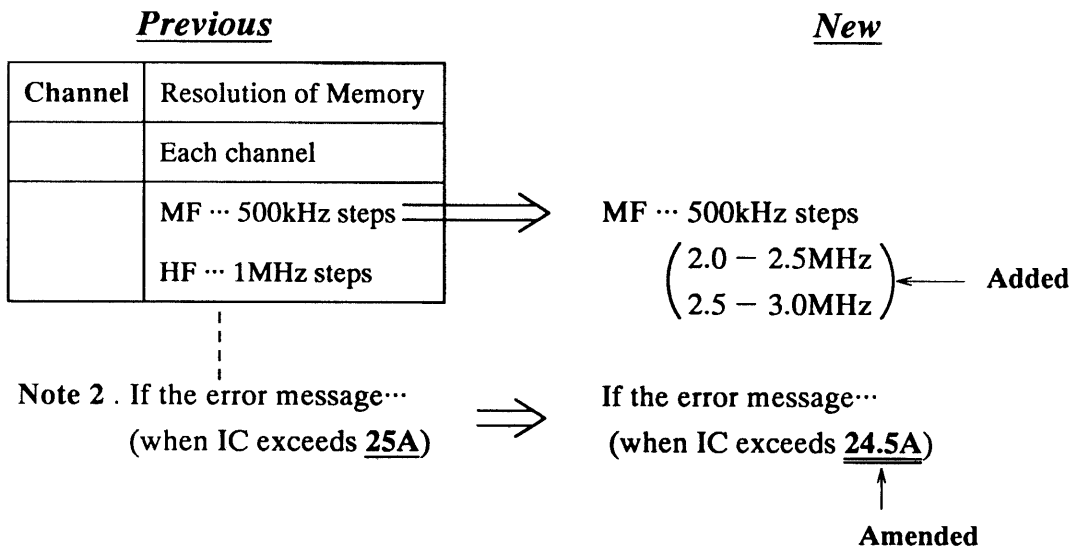 Previous
New
Channel Resolution of Memory
Each channel
MF ··· 500kHz steps
HF ··· 1MHz steps
MF ··· 500kHz steps
2.0 − 2.5MHz
2.5 − 3.0MHz
Added
Note 2 . If the error message···
(when IC exceeds 25A)
If the error message···
(when IC exceeds 24.5A)
Amended